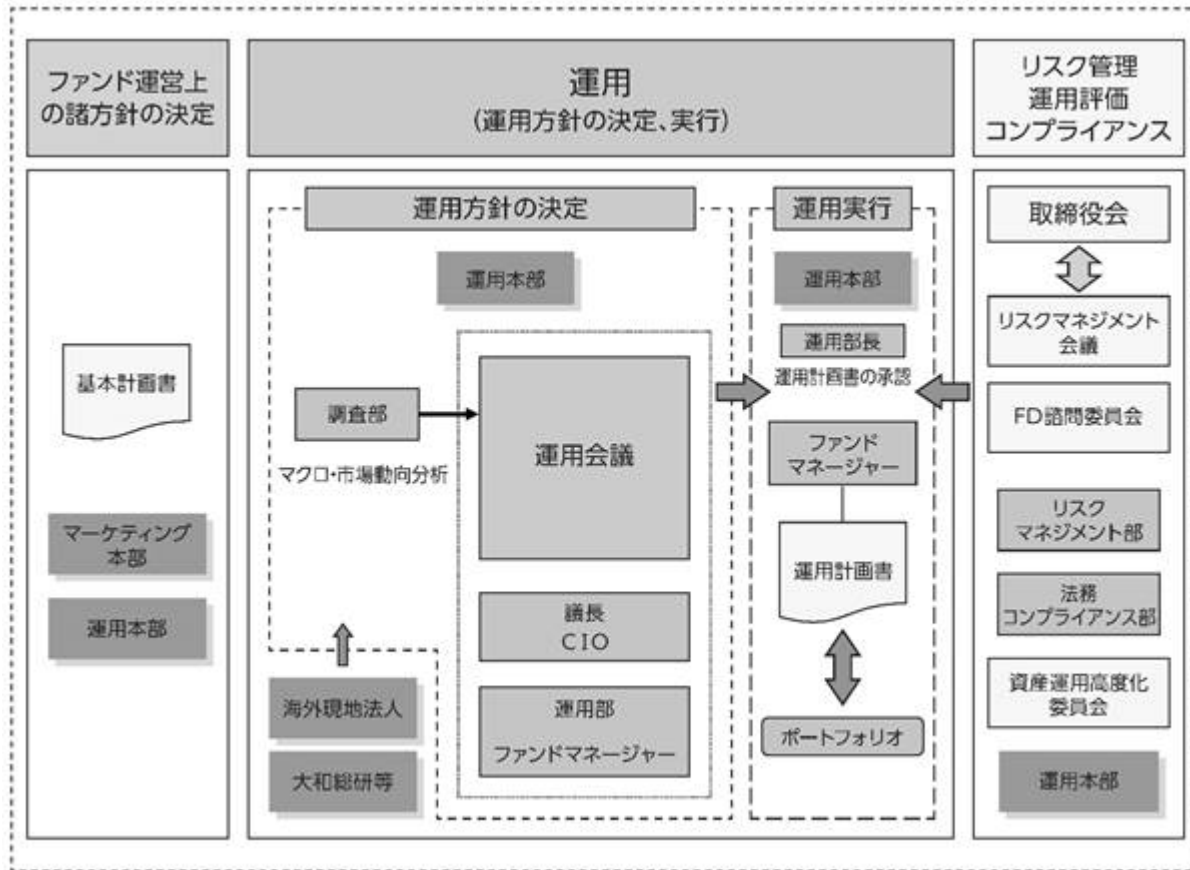 ファンド運営上
の諸方針の決定
運用
(運用方針の決定、実行)
リスク管理
運用評価
コンプライアンス
基本計画書
マーケティング
本部
運用本部
運用方針の決定
運用本部
調査部
マクロ・市場動向分析
運用会議
議長
CIO
運用部
ファンドマネージャー
海外現地法人
大和総研等
運用実行
運用本部
運用部長
運用計画書の承認
ファンド
マネージャー
運用計画書
ポートフォリオ
取締役会
リスクマネジメント
会議
FD諮問委員会
リスク
マネジメント部
法務
コンプライアンス部
資産運用高度化
委員会
運用本部